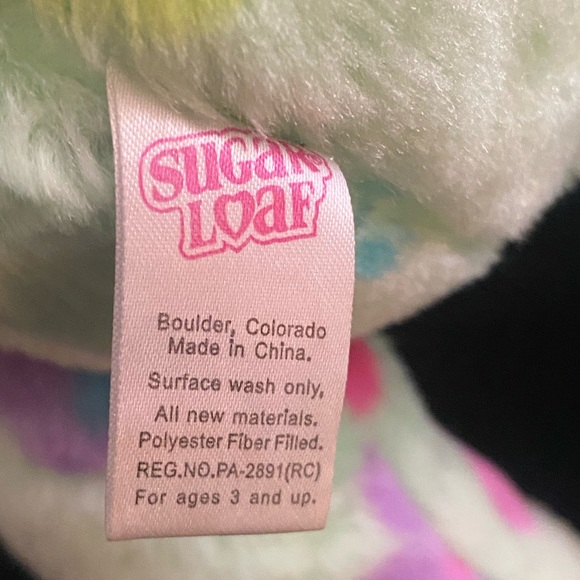 SUGAR
LOAF
Boulder, Colorado
Made in China.
Surface wash only,
All new materials.
Polyester Fiber Filled.
REG.NO.PA-2891(RC)
For ages 3 and up.